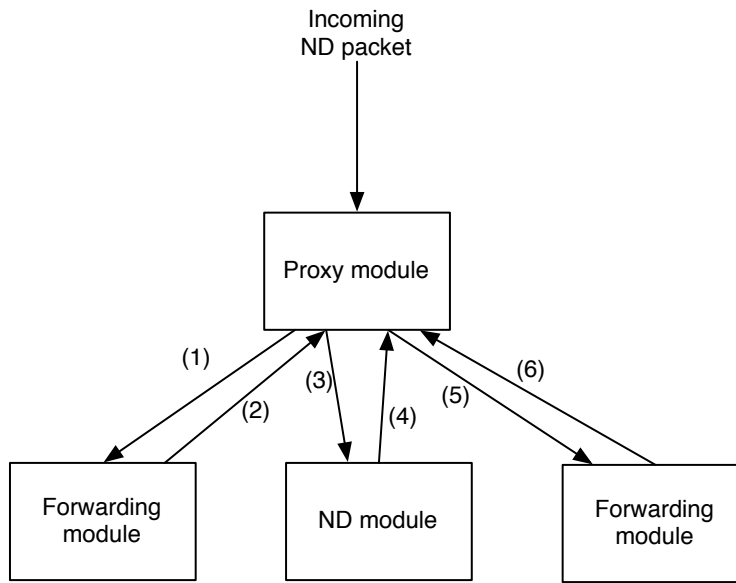 Incoming
ND packet
Proxy module
(1)
(2)
(3)
(4)
(5)
(6)
Forwarding
module
ND module
Forwarding
module